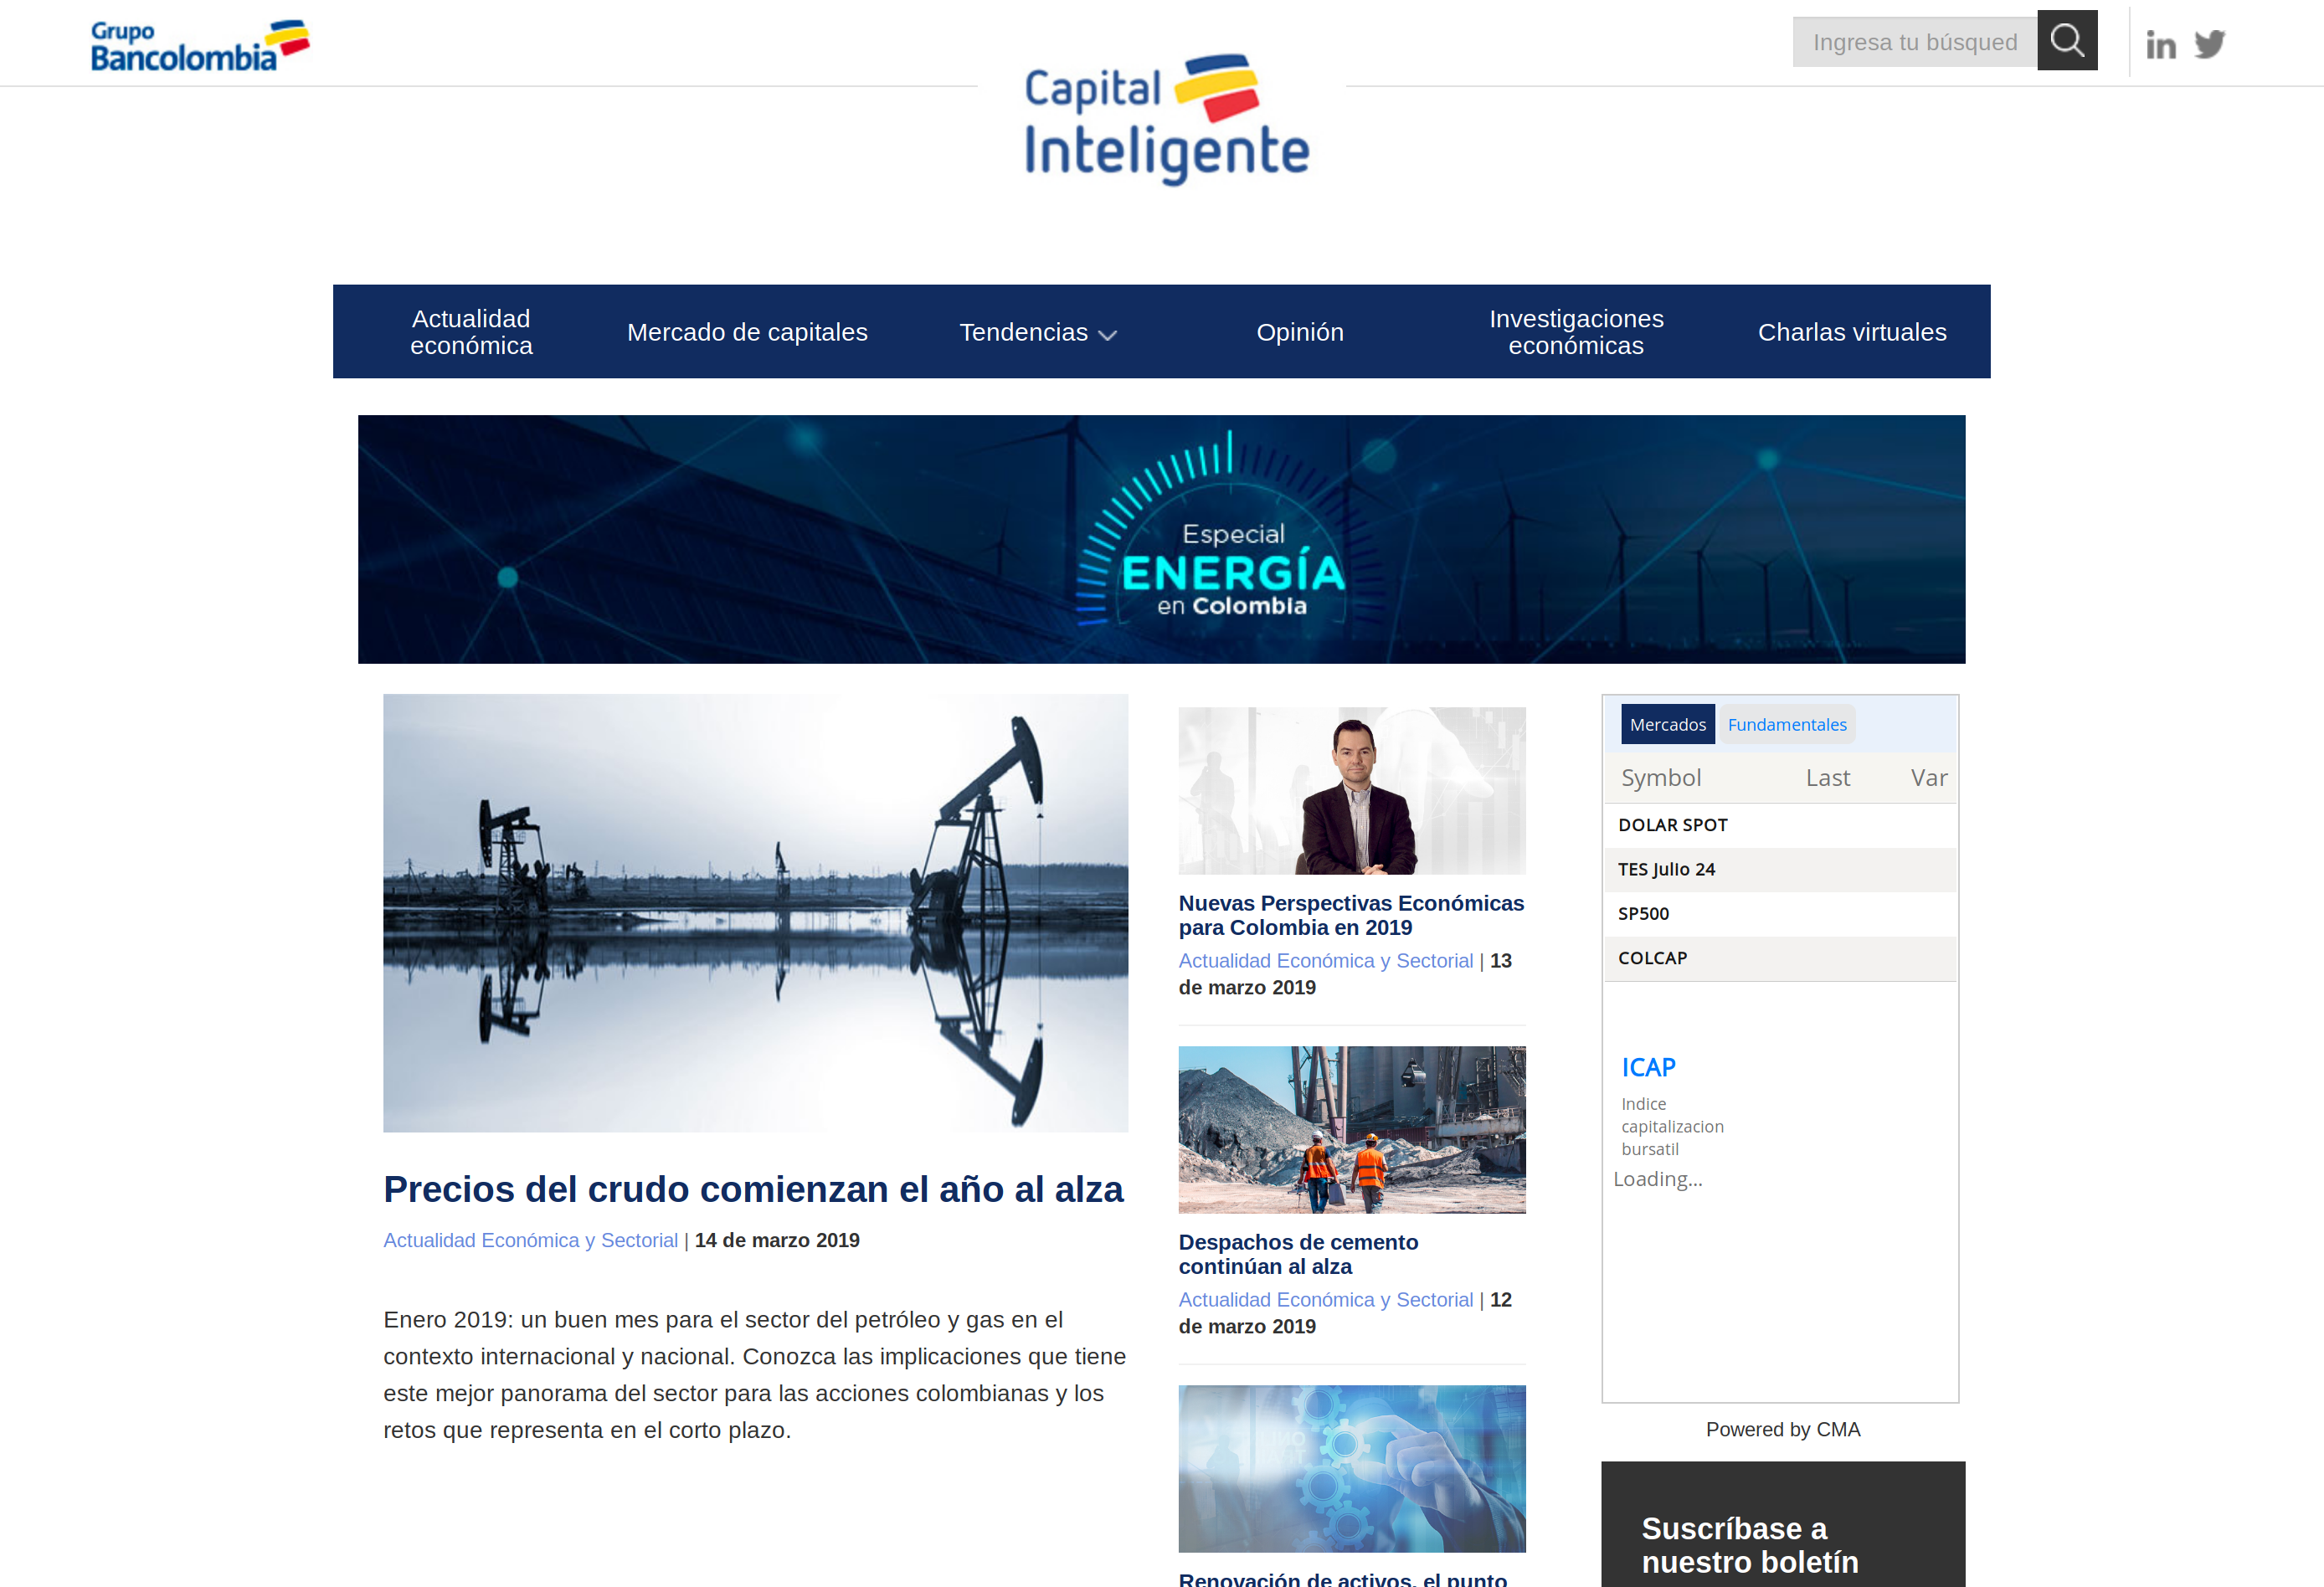 Grupo
Bancolombia
Ingresa tu búsqued
in
Capital
Inteligente
Actualidad
económica
Mercado de capitales
Tendencias
Opinión
Investigaciones
económicas
Charlas virtuales
Especial
ENERGÍA
en Colombia
Precios del crudo comienzan el año al alza
Actualidad Económica y Sectorial | 14 de marzo 2019
Enero 2019: un buen mes para el sector del petróleo y gas en el
contexto internacional y nacional. Conozca las implicaciones que tiene
este mejor panorama del sector para las acciones colombianas y los
retos que representa en el corto plazo.
Nuevas Perspectivas Económicas
para Colombia en 2019
Actualidad Económica y Sectorial | 13
de marzo 2019
Despachos de cemento
continúan al alza
Actualidad Económica y Sectorial | 12
de marzo 2019
Renovación de activos, el punto
Mercados Fundamentales
Symbol Last Var
DOLAR SPOT
TES Julio 24
SP500
COLCAP
ICAP
Indice
capitalizacion
bursatil
Loading...
Powered by CMA
Suscríbase a
nuestro boletín